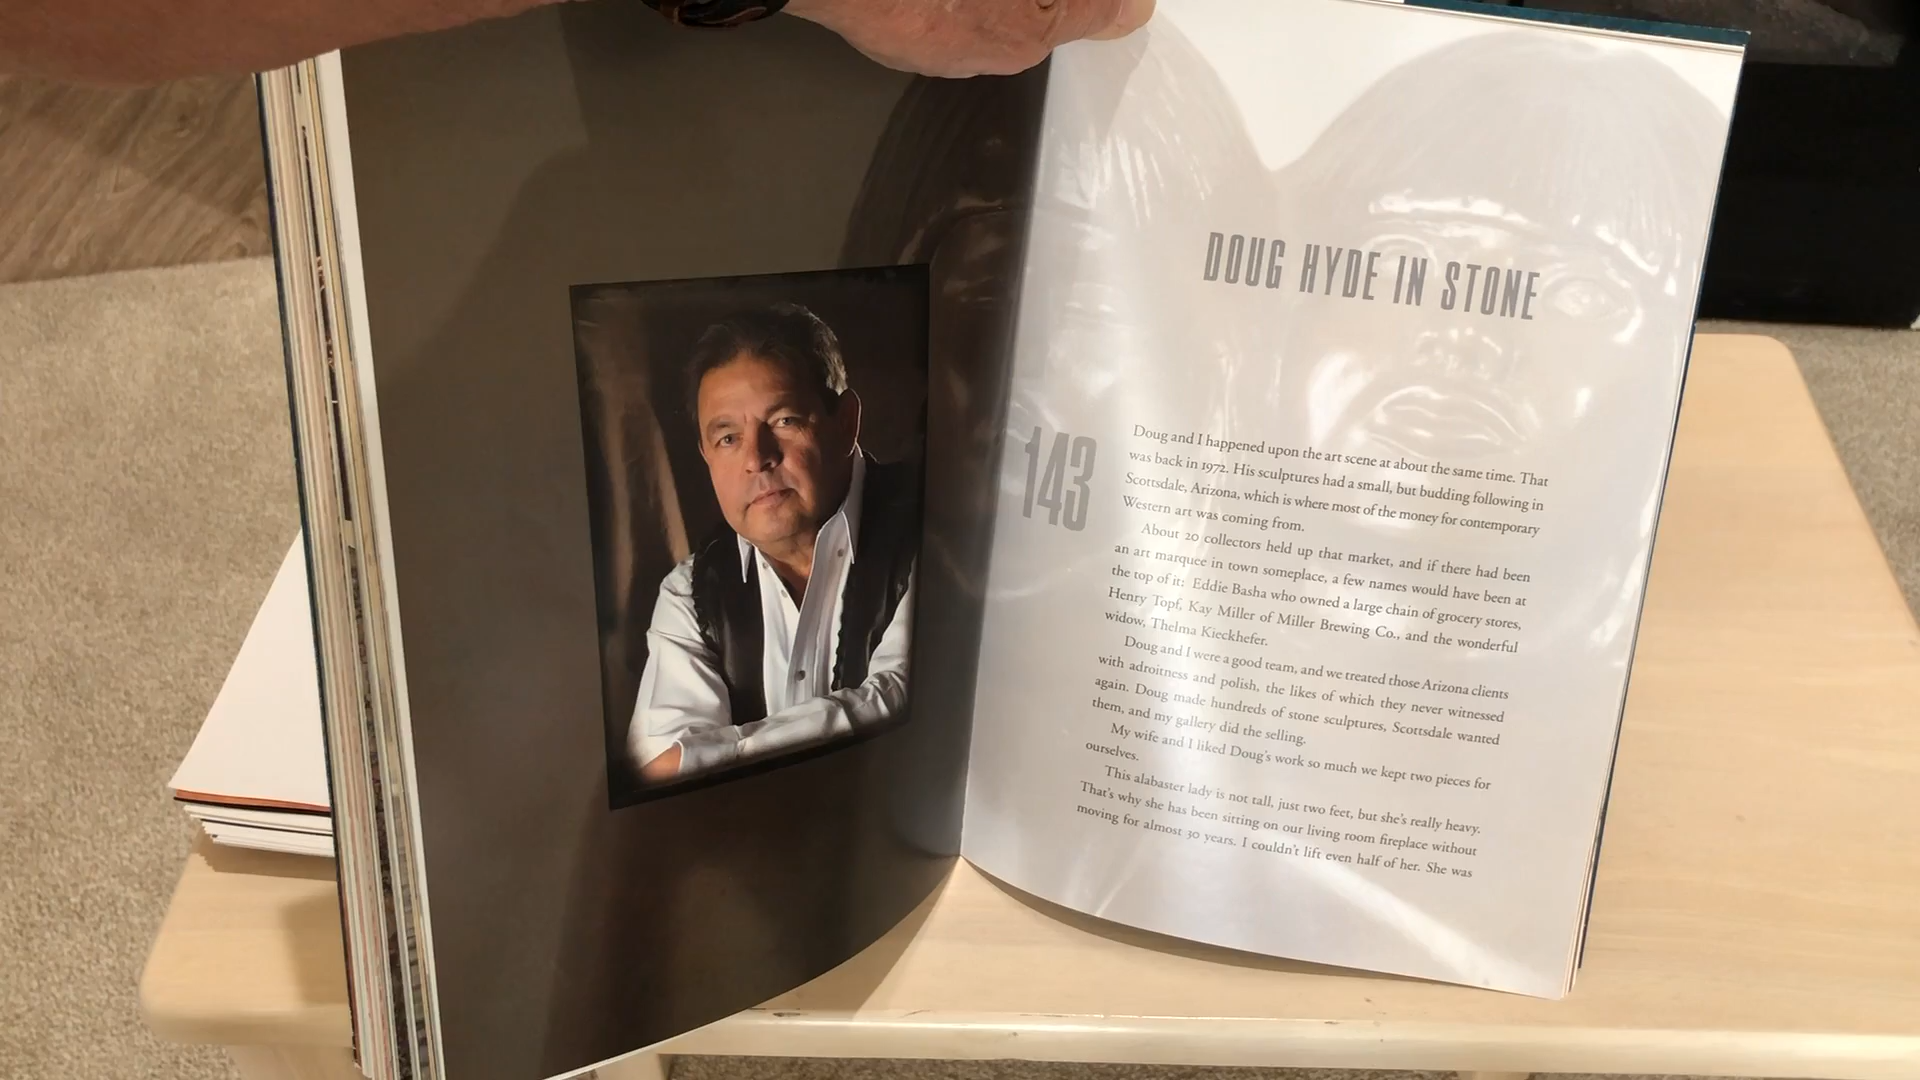 DOUG HYDE IN STONE
143
Doug and I happened upon the art scene at about the same time. That
was back in 1972. His sculptures had a small, but budding following in
Scottsdale, Arizona, which is where most of the money for contemporary
Western art was coming from.
About 20 collectors held up that market, and if there had been
an art marquee in town someplace, a few names would have been at
the top of it: Eddie Basha who owned a large chain of grocery stores,
Henry Topf, Kay Miller of Miller Brewing Co., and the wonderful
widow, Thelma Kieckhefer.
Doug and I were a good team, and we treated those Arizona clients
with adroitness and polish, the likes of which they never witnessed
again. Doug made hundreds of stone sculptures, Scottsdale wanted
them, and my gallery did the selling.
My wife and I liked Doug's work so much we kept two pieces for
ourselves.
This alabaster lady is not tall, just two feet, but she's really heavy.
That's why she has been sitting on our living room fireplace without
moving for almost 30 years. I couldn't lift even half of her. She was